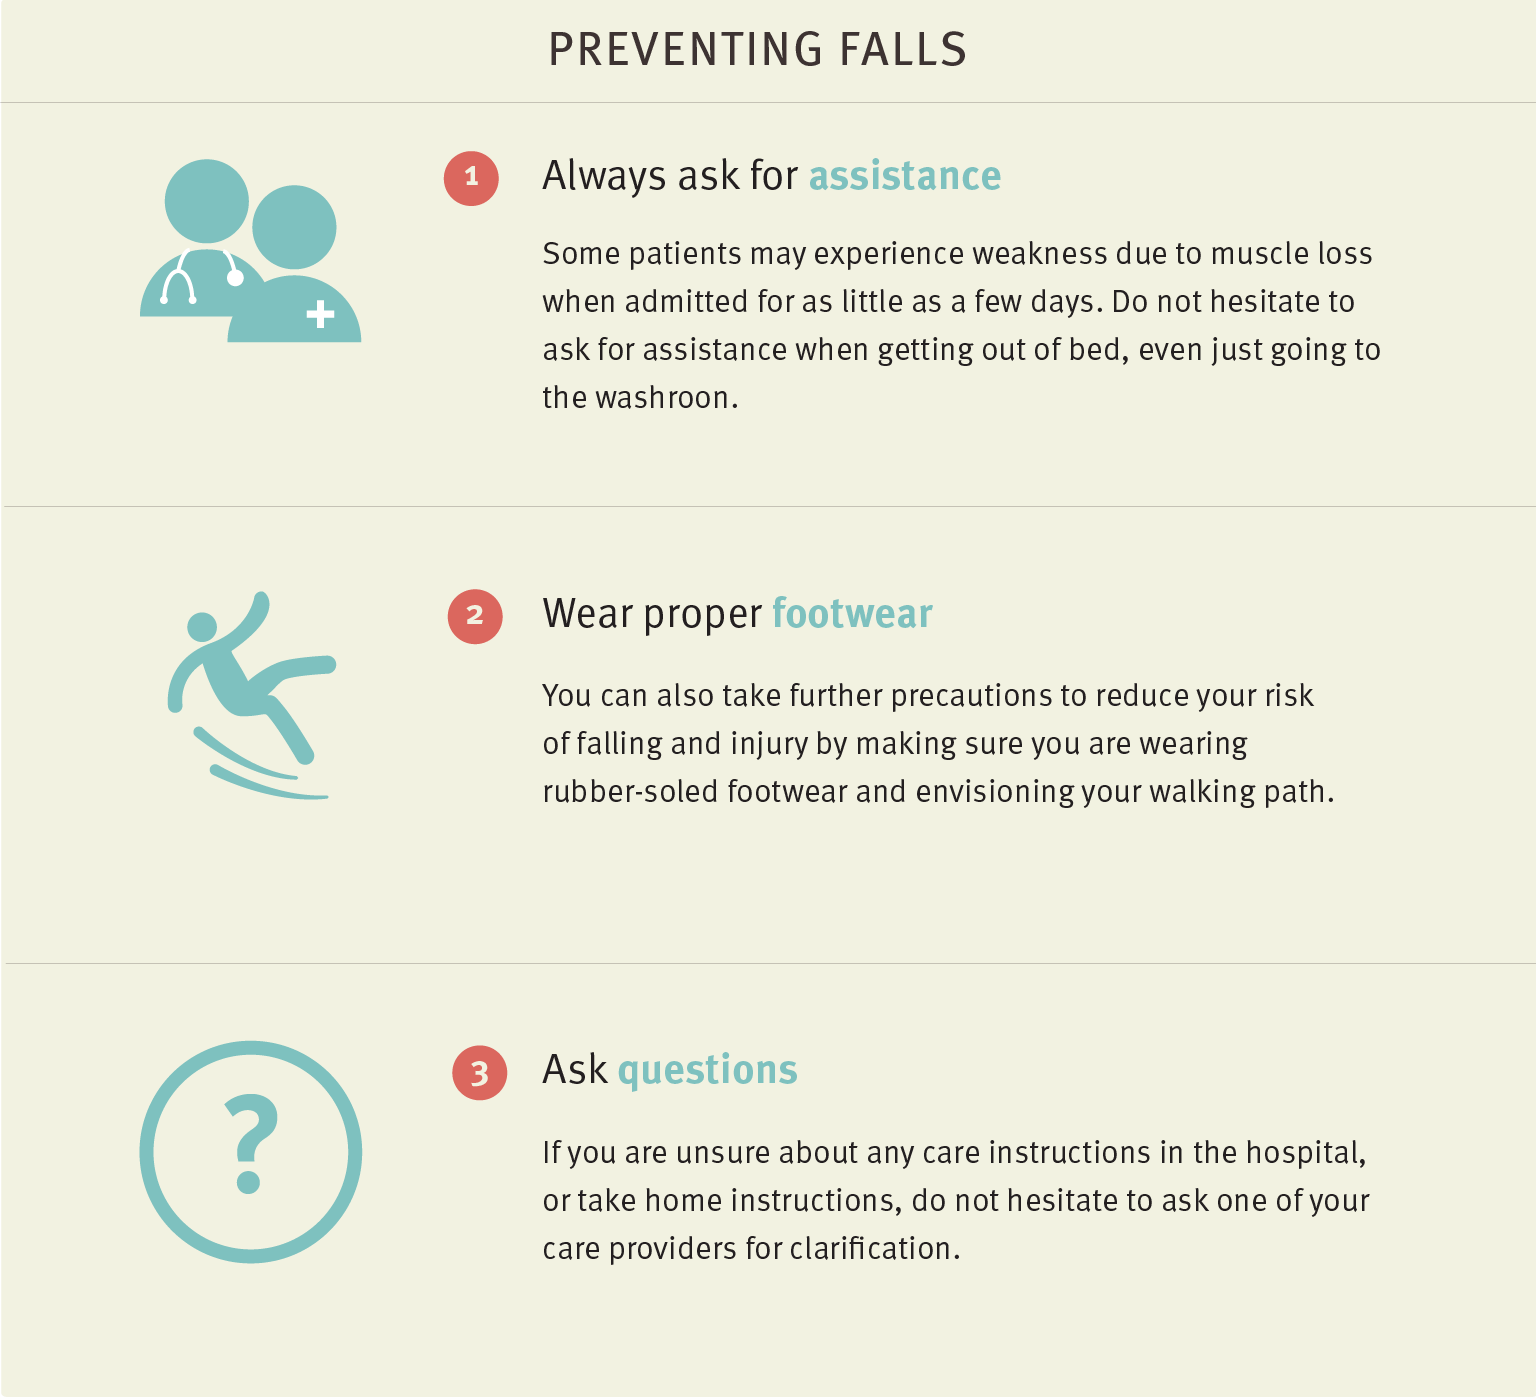 PREVENTING FALLS
1
Always ask for assistance
Some patients may experience weakness due to muscle loss
when admitted for as little as a few days. Do not hesitate to
ask for assistance when getting out of bed, even just going to
the washroon.
2
Wear proper footwear
You can also take further precautions to reduce your risk
of falling and injury by making sure you are wearing
rubber-soled footwear and envisioning your walking path.
3
Ask questions
?
If you are unsure about any care instructions in the hospital,
or take home instructions, do not hesitate to ask one of your
care providers for clarification.